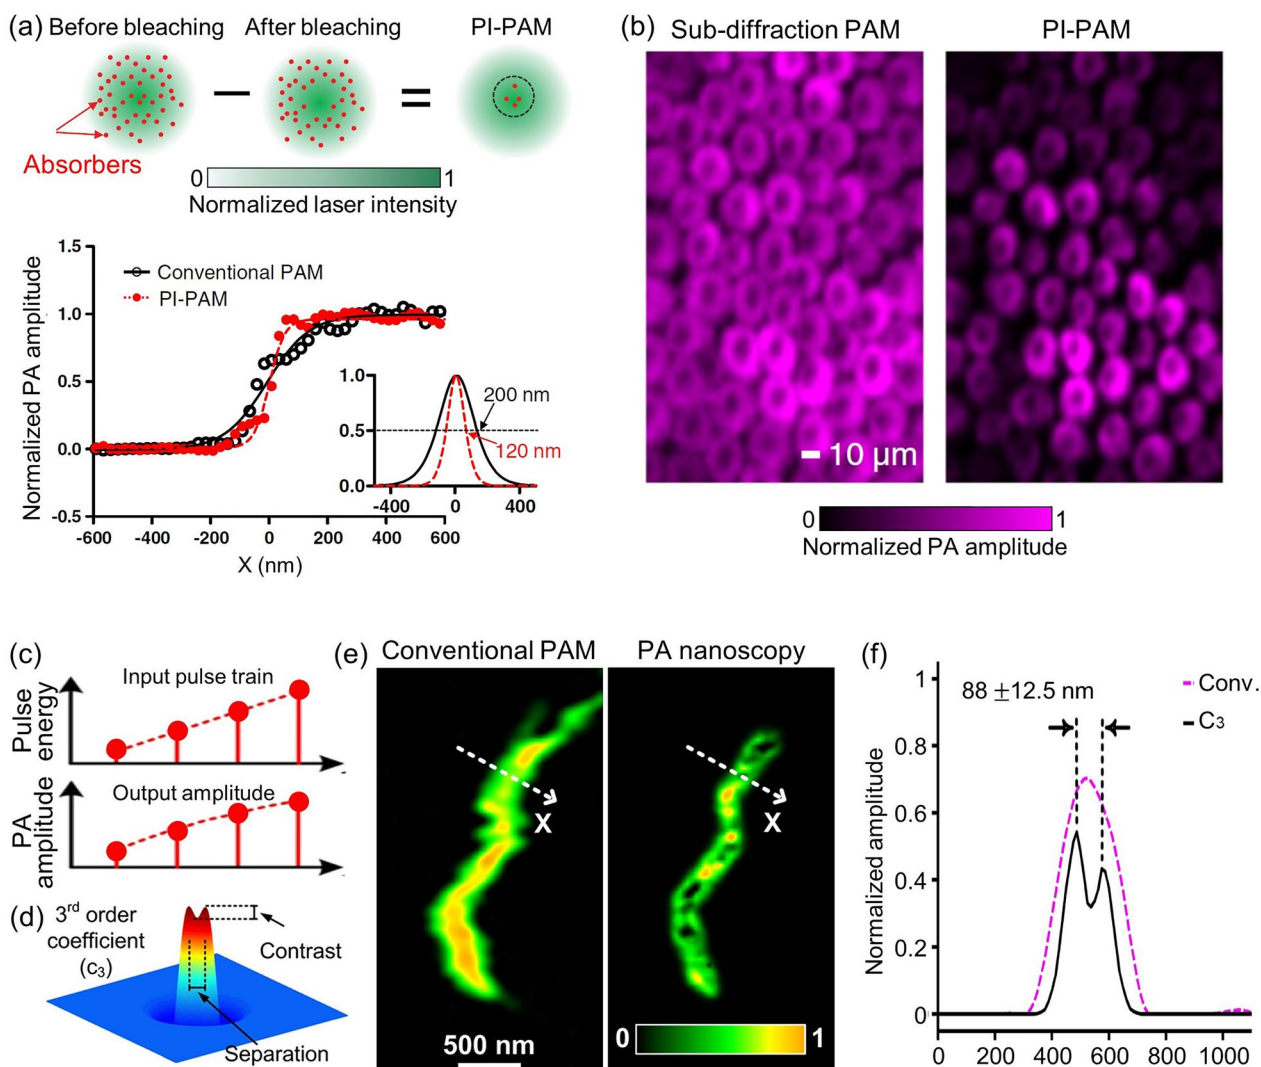 (a)
Before bleaching After bleaching PI-PAM
Absorbers
0 1
Normalized laser intensity
Normalized PA amplitude
1.5
1.0
0.5
0.0
-0.5
Conventional PAM
PI-PAM
1.0
0.5
0.0
200 nm
120 nm
-400 0 400
-600 -400 -200 0 200 400 600
X (nm)
(b)
Sub-diffraction PAM PI-PAM
10 µm
0 1
Normalized PA amplitude
(c)
Input pulse train
Pulse
energy
Output amplitude
PA
amplitude
(d)
3rd order
coefficient
(c3)
Contrast
Separation
(e)
Conventional PAM PA nanoscopy
X
X
500 nm
0 1
(f)
88 ±12.5 nm
Conv.
C3
Normalized amplitude
1
0.8
0.6
0.4
0.2
0
0 200 400 600 800 1000